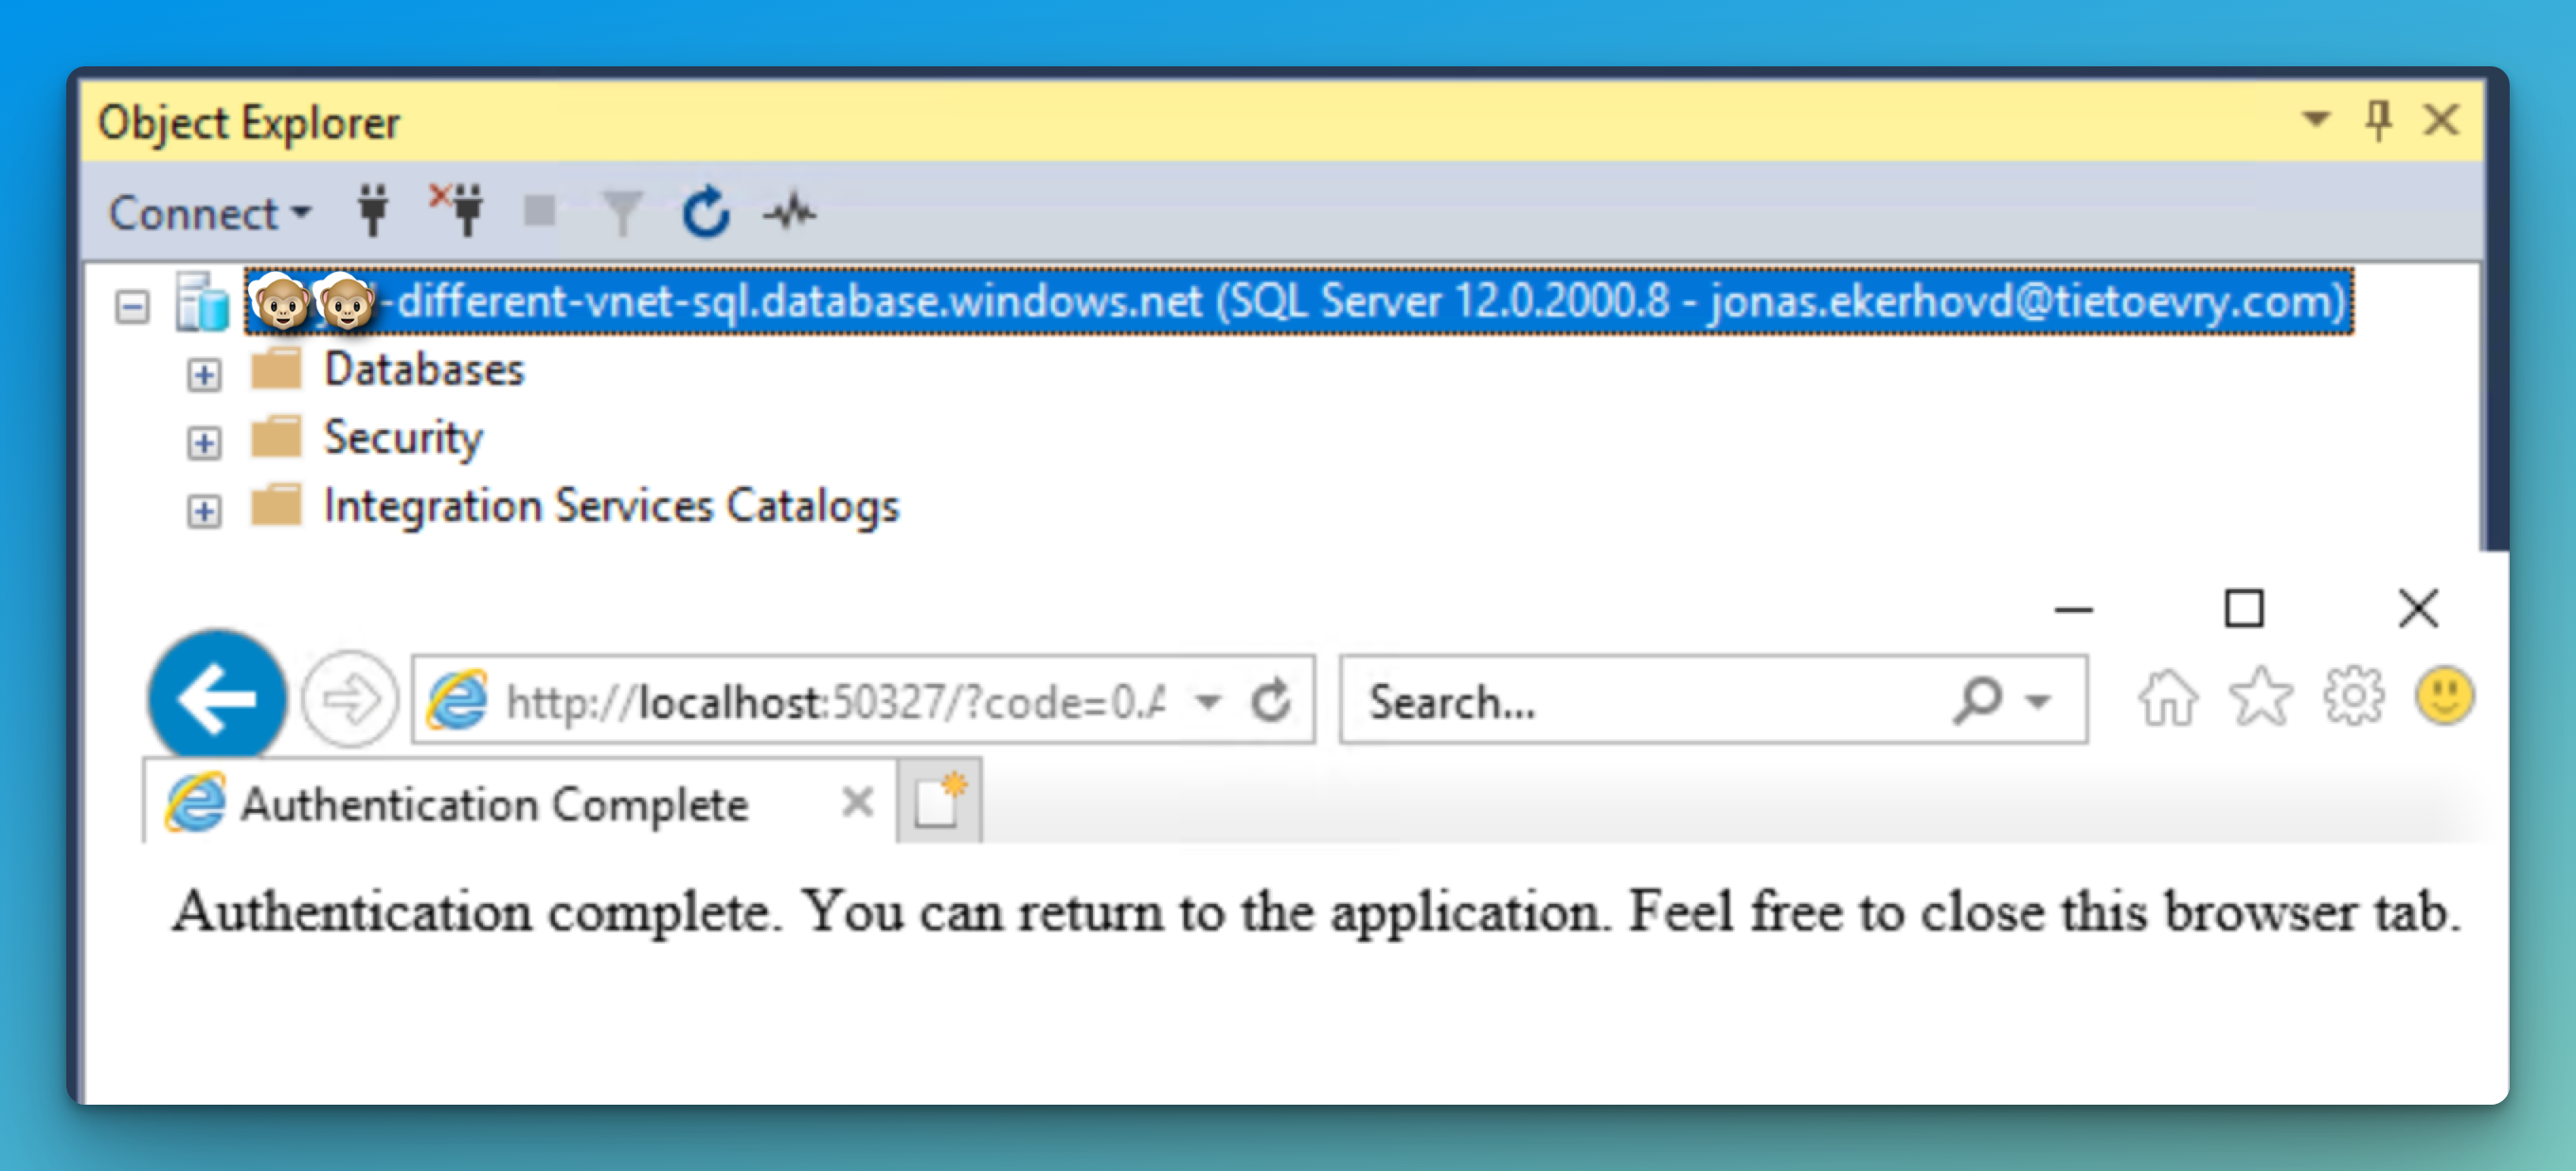 Object Explorer
Connect
-different-vnet-sql.database.windows.net (SQL Server 12.0.2000.8 - jonas.ekerhovd@tietoevry.com)
Databases
Security
Integration Services Catalogs
http://localhost:50327/?code=0.A
Search...
Authentication Complete
Authentication complete. You can return to the application. Feel free to close this browser tab.